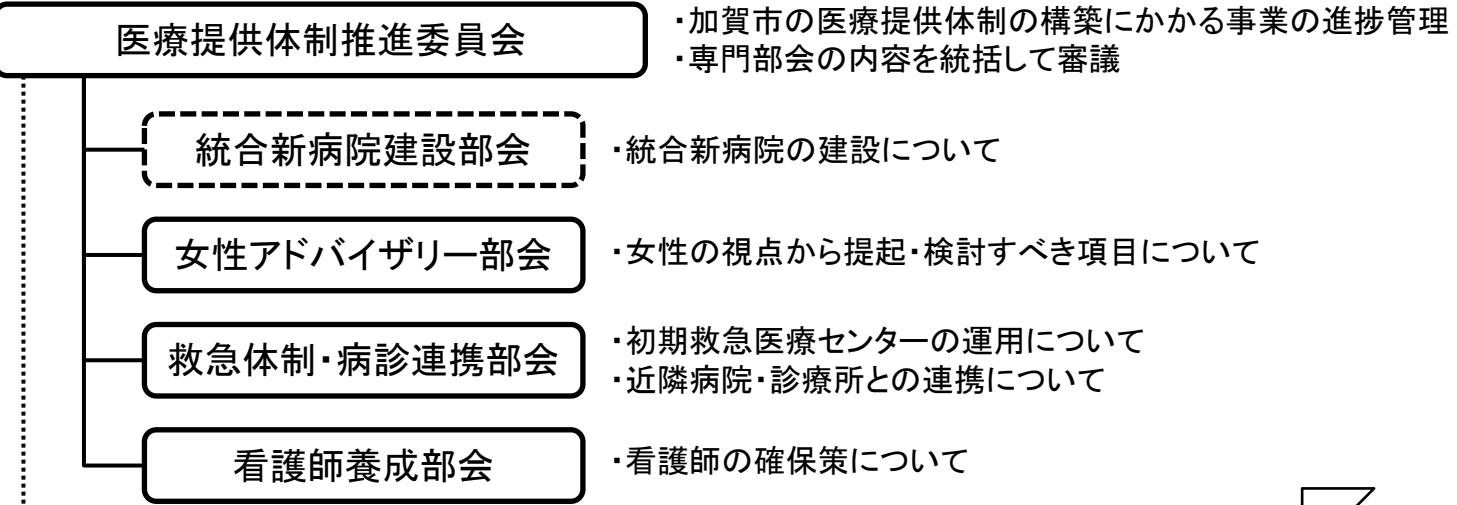 医療提供体制推進委員会
・加賀市の医療提供体制の構築にかかる事業の進捗管理
・専門部会の内容を統括して審議
統合新病院建設部会
・統合新病院の建設について
女性アドバイザリー部会
・女性の視点から提起・検討すべき項目について
救急体制・病診連携部会
・初期救急医療センターの運用について
・近隣病院・診療所との連携について
看護師養成部会
・看護師の確保策について